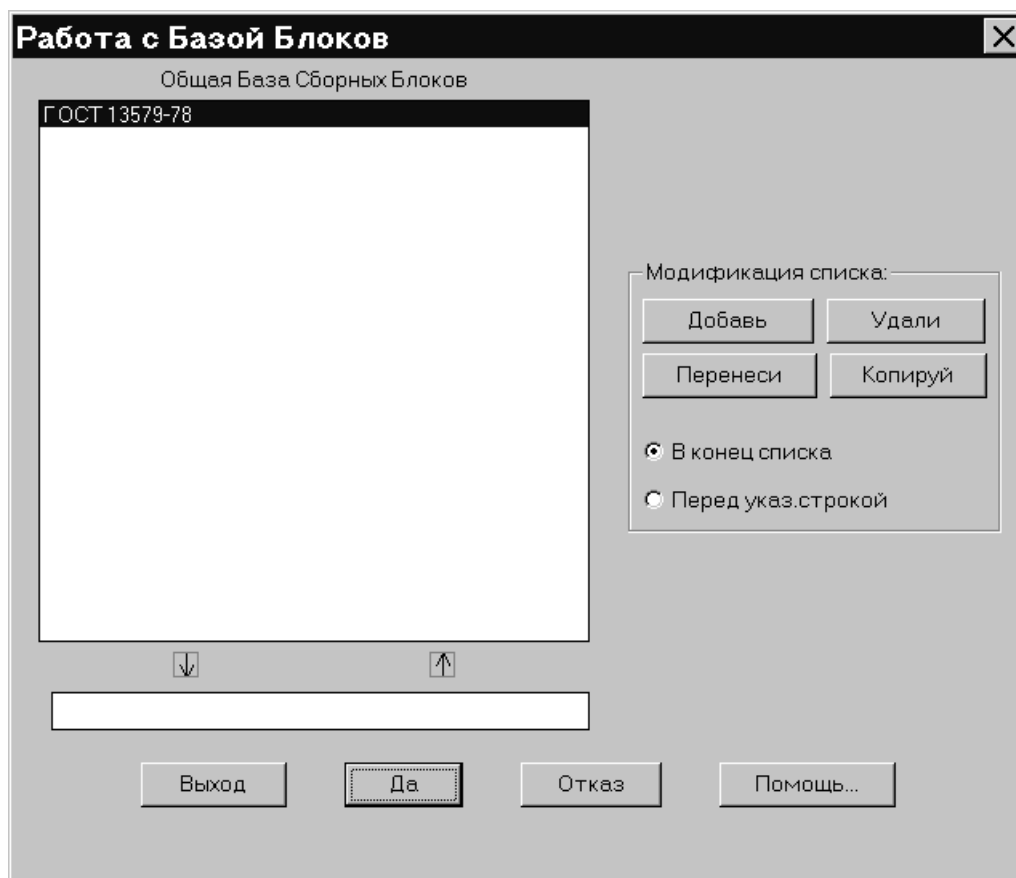 Работа с Базой Блоков
Общая База Сборных Блоков
ГОСТ 13579-78
Модификация списка:
Добавь
Удали
Перенеси
Копируй
В конец списка
Перед указ.строкой
Выход
Да
Отказ
Помощь...